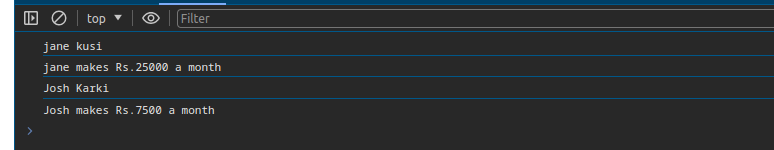 top
Filter
jane kusi
jane makes Rs.25000 a month
Josh Karki
Josh makes Rs.7500 a month